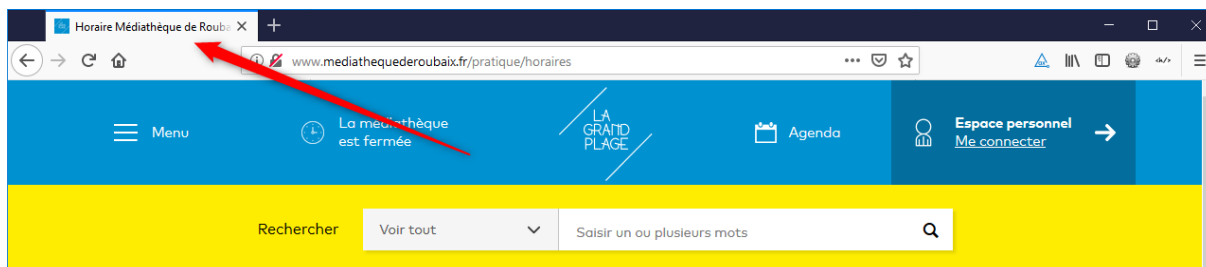 Horaire Médiathèque de Rouba
www.mediathequederoubaix.fr/pratique/horaires
Menu
La médiathèque
est fermée
LA
GRAND
PLAGE
Agenda
Espace personnel
Me connecter
Rechercher
Voir tout
Saisir un ou plusieurs mots